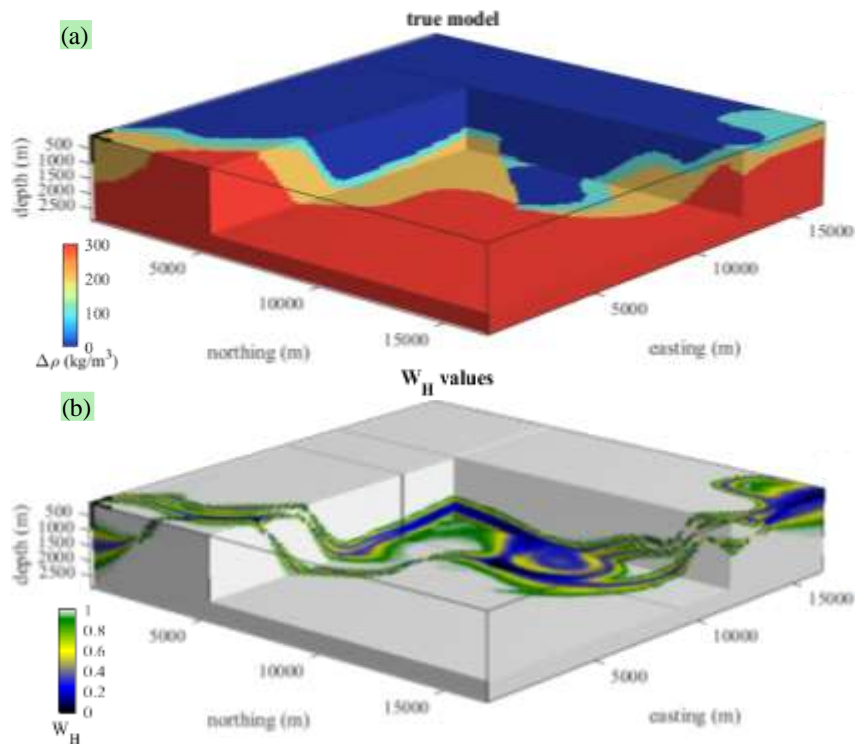 true model
(a)
depth (m)
500
1000
1500
2000
2500
300
200
100
0
Δρ (kg/m³)
5000
10000
15000
northing (m)
5000
10000
15000
easting (m)
W_H values
(b)
depth (m)
500
1000
1500
2000
2500
1
0.8
0.6
0.4
0.2
0
W_H
5000
10000
15000
northing (m)
5000
10000
15000
easting (m)